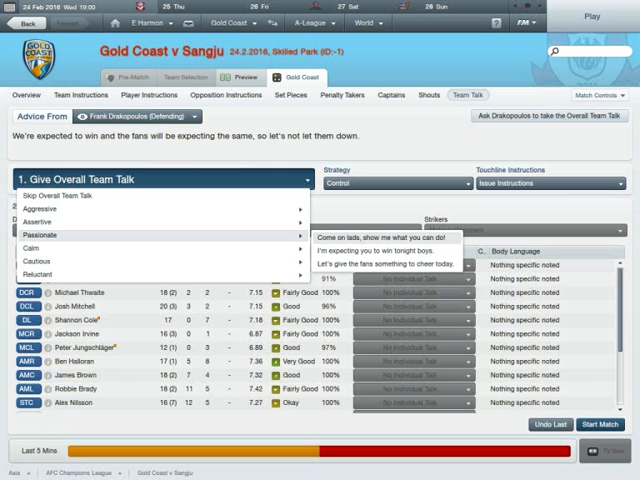 24 Feb 2016 Wed 19:00
25 Thu
26 Fri
27 Sat
28 Sun
Back
E Harmon
Gold Coast
A-League
World
FM
Play
GOLD COAST
Gold Coast v Sangju 24.2.2016, Skilled Park (ID:-1)
Pre-Match
Team Selection
Preview
Gold Coast
Overview
Team Instructions
Player Instructions
Opposition Instructions
Set Pieces
Penalty Takers
Captains
Shouts
Team Talk
Match Controls
Advice From
Frank Drakopoulos (Defending)
Ask Drakopoulos to take the Overall Team Talk
We're expected to win and the fans will be expecting the same, so let's not let them down.
1. Give Overall Team Talk
Strategy
Control
Touchline Instructions
Issue Instructions
Skip Overall Team Talk
Aggressive
Assertive
Passionate
Calm
Cautious
Reluctant
Come on lads, show me what you can do!
I'm expecting you to win tonight boys.
Let's give the fans something to cheer today.
Strikers
C.. Body Language
Nothing specific noted
91% No Individual Talk Nothing specific noted
DCR Michael Thwaite 18 (2) 2 2 - 7.15 Fairly Good 100% No Individual Talk Nothing specific noted
DCL Josh Mitchell 20 (3) 3 - - 7.15 Good 96% No Individual Talk Nothing specific noted
DL Shannon Cole 17 0 7 - 7.18 Fairly Good 100% No Individual Talk Nothing specific noted
MCR Jackson Irvine 16 (3) 0 1 - 6.87 Fairly Good 100% No Individual Talk Nothing specific noted
MCL Peter Jungschläger 12 (1) 0 3 - 6.89 Good 97% No Individual Talk Nothing specific noted
AMR Ben Halloran 17 (1) 5 8 - 7.36 Very Good 100% No Individual Talk Nothing specific noted
AMC James Brown 18 (2) 7 4 - 7.32 Good 100% No Individual Talk Nothing specific noted
AML Robbie Brady 18 (2) 11 5 - 7.42 Fairly Good 100% No Individual Talk Nothing specific noted
STC Alex Nilsson 16 (7) 12 5 - 7.27 Okay 100% No Individual Talk Nothing specific noted
Undo Last
Start Match
Last 5 Mins
TV View
Asia
AFC Champions League
Gold Coast v Sangju